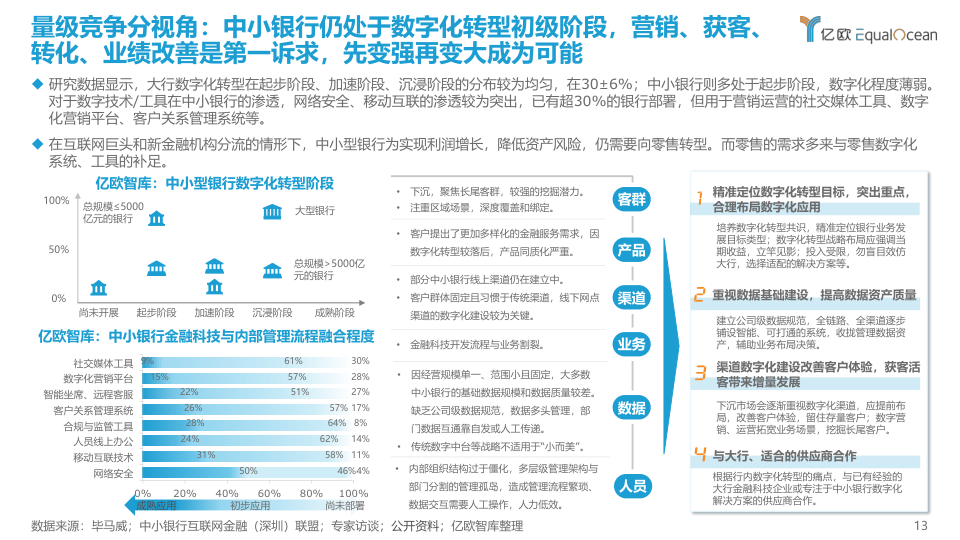 量级竞争分视角：中小银行仍处于数字化转型初级阶段，营销、获客、
转化、业绩改善是第一诉求，先变强再变大成为可能
亿欧 EqualOcean
◆ 研究数据显示，大行数字化转型在起步阶段、加速阶段、沉浸阶段的分布较为均匀，在30±6%；中小银行则多处于起步阶段，数字化程度薄弱。
对于数字技术/工具在中小银行的渗透，网络安全、移动互联的渗透较为突出，已有超30%的银行部署，但用于营销运营的社交媒体工具、数字
化营销平台、客户关系管理系统等。
◆ 在互联网巨头和新金融机构分流的情形下，中小型银行为实现利润增长，降低资产风险，仍需要向零售转型。而零售的需求多来与零售数字化
系统、工具的补足。
亿欧智库：中小型银行数字化转型阶段
100%
50%
0%
总规模≤5000
亿元的银行
大型银行
总规模>5000亿
元的银行
尚未开展 起步阶段 加速阶段 沉浸阶段 成熟阶段
亿欧智库：中小银行金融科技与内部管理流程融合程度
社交媒体工具 9% 61% 30%
数字化营销平台 15% 57% 28%
智能坐席、远程客服 22% 51% 27%
客户关系管理系统 26% 57% 17%
合规与监管工具 28% 64% 8%
人员线上办公 24% 62% 14%
移动互联技术 31% 58% 11%
网络安全 50% 46% 4%
0% 20% 40% 60% 80% 100%
成熟应用 初步应用 尚未部署
• 下沉，聚焦长尾客群，较强的挖掘潜力。
• 注重区域场景，深度覆盖和绑定。
客群
• 客户提出了更加多样化的金融服务需求，因
数字化转型较落后，产品同质化严重。
产品
• 部分中小银行线上渠道仍在建立中。
• 客户群体固定且习惯于传统渠道，线下网点
渠道的数字化建设较为关键。
渠道
• 金融科技开发流程与业务割裂。
业务
• 因经营规模单一、范围小且固定，大多数
中小银行的基础数据规模和数据质量较差。
缺乏公司级数据规范，数据多头管理，部
门数据互通靠自发或人工传递。
• 传统数字中台等战略不适用于“小而美”。
数据
• 内部组织结构过于僵化，多层级管理架构与
部门分割的管理孤岛，造成管理流程繁琐、
数据交互需要人工操作，人力低效。
人员
1 精准定位数字化转型目标，突出重点，
合理布局数字化应用
培养数字化转型共识，精准定位银行业务发
展目标类型；数字化转型战略布局应强调当
期收益，立竿见影；投入受限，勿盲目效仿
大行，选择适配的解决方案等。
2 重视数据基础建设，提高数据资产质量
建立公司级数据规范，全链路、全渠道逐步
铺设智能、可打通的系统，收拢管理数据资
产，辅助业务布局决策。
3 渠道数字化建设改善客户体验，获客活
客带来增量发展
下沉市场会逐渐重视数字化渠道，应提前布
局，改善客户体验，留住存量客户；数字营
销、运营拓宽业务场景，挖掘长尾客户。
4 与大行、适合的供应商合作
根据行内数字化转型的痛点，与已有经验的
大行金融科技企业或专注于中小银行数字化
解决方案的供应商合作。
数据来源：毕马威；中小银行互联网金融（深圳）联盟；专家访谈；公开资料；亿欧智库整理
13